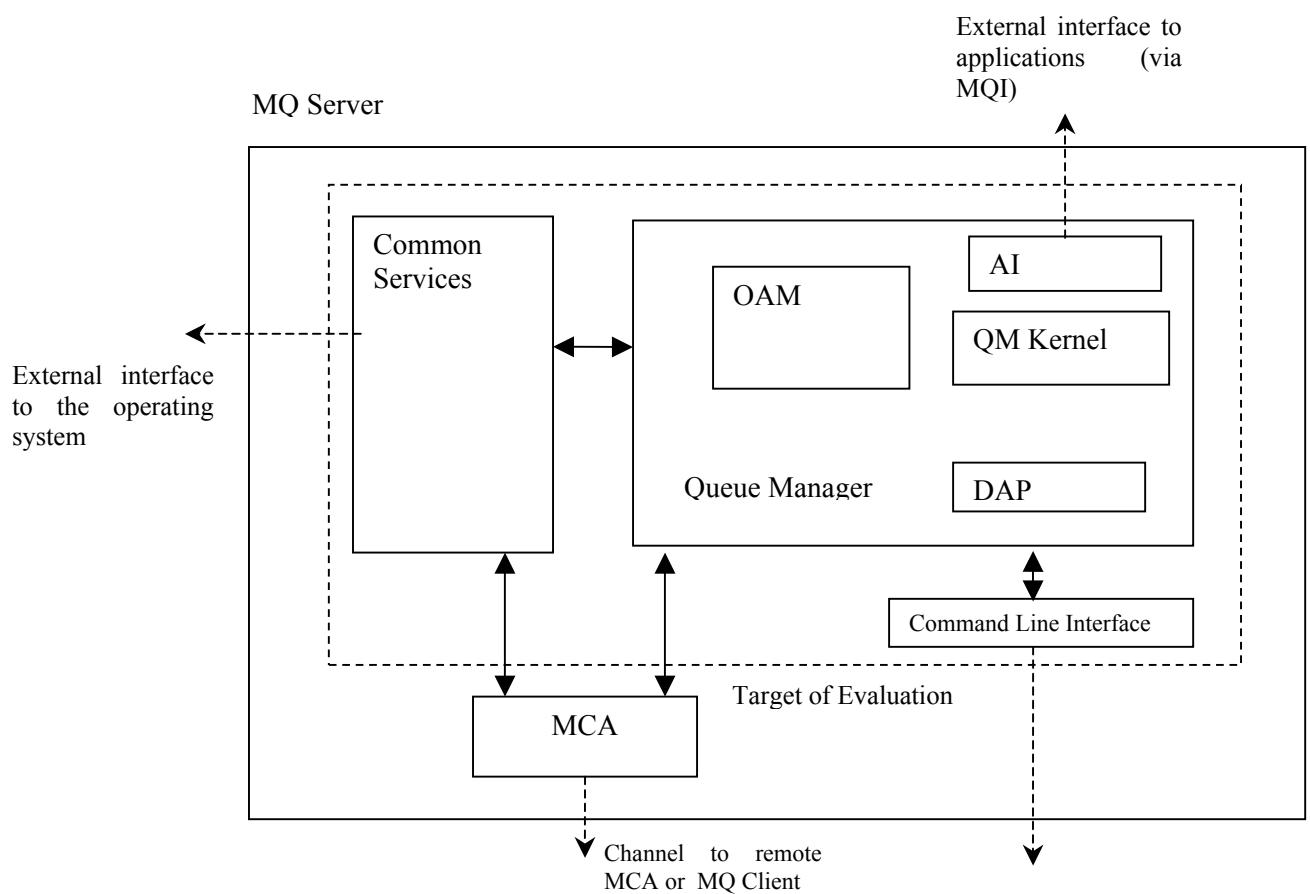 External interface to
applications (via
MQI)
MQ Server
Common
Services
AI
OAM
QM Kernel
External interface
to the operating
system
Queue Manager
DAP
Command Line Interface
Target of Evaluation
MCA
Channel to remote
MCA or MQ Client